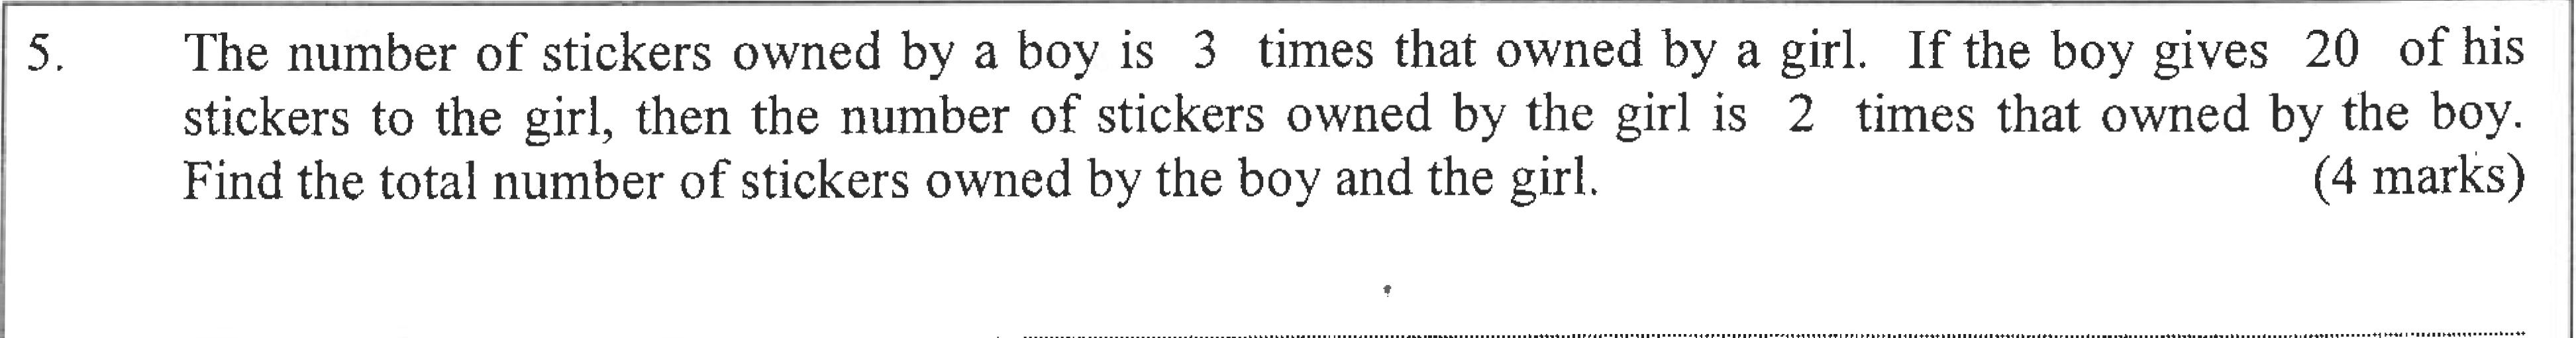 5. The number of stickers owned by a boy is 3 times that owned by a girl. If the boy gives 20 of his
stickers to the girl, then the number of stickers owned by the girl is 2 times that owned by the boy.
Find the total number of stickers owned by the boy and the girl. (4 marks)